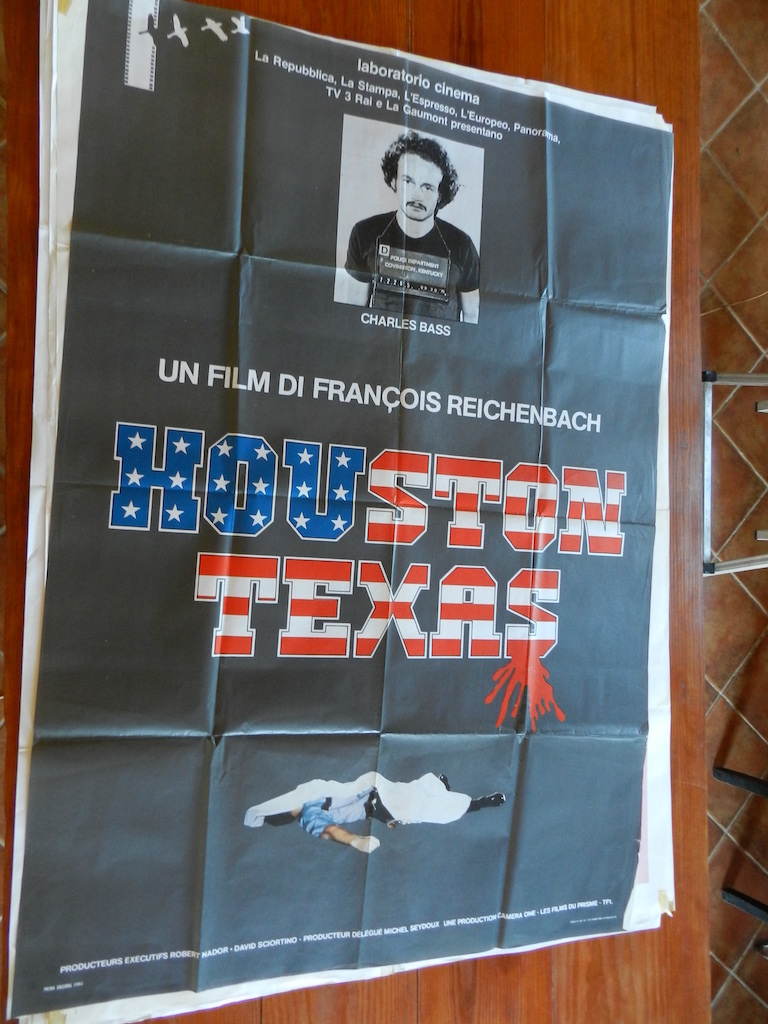 laboratorio cinema
La Repubblica, La Stampa, L'Espresso, L'Europeo, Panorama,
TV 3 Rai e La Gaumont presentano
D
POLICE DEPARTMENT
COVINGTON, KENTUCKY
CHARLES BASS
UN FILM DI FRANÇOIS REICHENBACH
HOUSTON
TEXAS
PRODUCTEURS EXÉCUTIFS ROBERT NADOR - DAVID SCIORTINO - PRODUCTEUR DÉLÉGUÉ MICHEL SEYDOUX UNE PRODUCTION CAMERA ONE - LES FILMS DU PRISME - TF1.